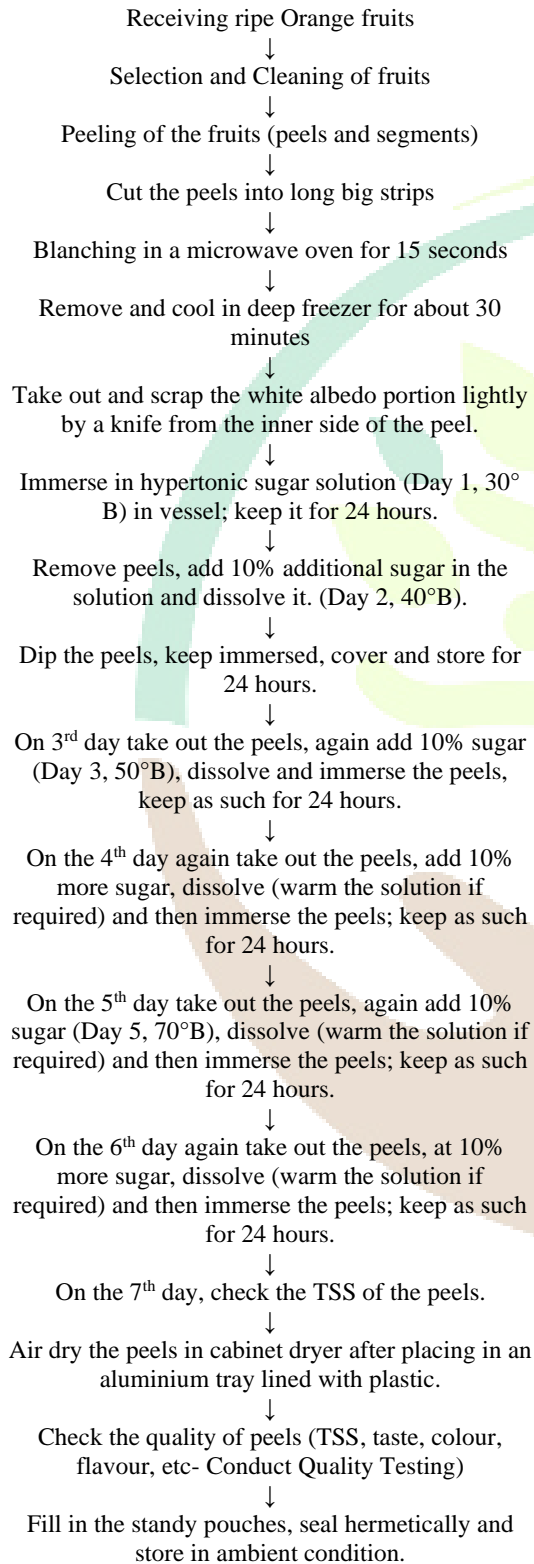 Receiving ripe Orange fruits
↓
Selection and Cleaning of fruits
↓
Peeling of the fruits (peels and segments)
↓
Cut the peels into long big strips
↓
Blanching in a microwave oven for 15 seconds
↓
Remove and cool in deep freezer for about 30
minutes
↓
Take out and scrap the white albedo portion lightly
by a knife from the inner side of the peel.
↓
Immerse in hypertonic sugar solution (Day 1, 30°
B) in vessel; keep it for 24 hours.
↓
Remove peels, add 10% additional sugar in the
solution and dissolve it. (Day 2, 40°B).
↓
Dip the peels, keep immersed, cover and store for
24 hours.
↓
On 3rd day take out the peels, again add 10% sugar
(Day 3, 50°B), dissolve and immerse the peels,
keep as such for 24 hours.
↓
On the 4th day again take out the peels, add 10%
more sugar, dissolve (warm the solution if
required) and then immerse the peels; keep as such
for 24 hours.
↓
On the 5th day take out the peels, again add 10%
sugar (Day 5, 70°B), dissolve (warm the solution if
required) and then immerse the peels; keep as such
for 24 hours.
↓
On the 6th day again take out the peels, at 10%
more sugar, dissolve (warm the solution if
required) and then immerse the peels; keep as such
for 24 hours.
↓
On the 7th day, check the TSS of the peels.
↓
Air dry the peels in cabinet dryer after placing in an
aluminium tray lined with plastic.
↓
Check the quality of peels (TSS, taste, colour,
flavour, etc- Conduct Quality Testing)
↓
Fill in the standy pouches, seal hermetically and
store in ambient condition.